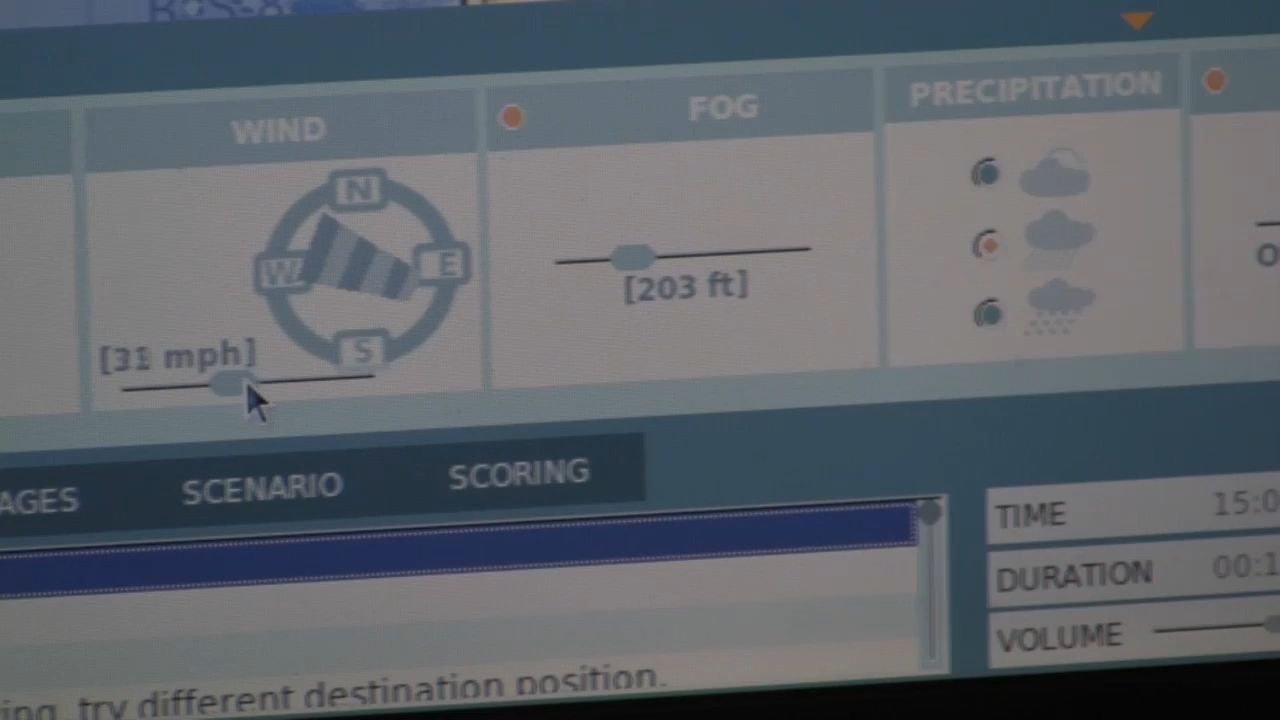 WIND
FOG
PRECIPITATION
N
W
E
S
[31 mph]
[203 ft]
SCENARIO
SCORING
TIME
DURATION
VOLUME
try different destination position.